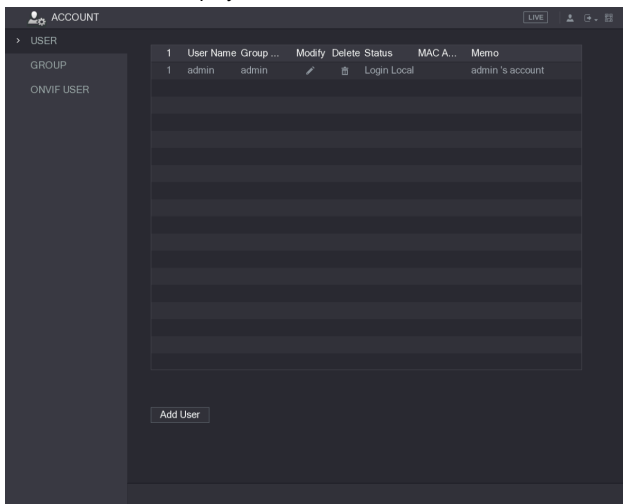 ACCOUNT
LIVE
USER
GROUP
ONVIF USER
1 User Name Group ... Modify Delete Status MAC A... Memo
1 admin admin Login Local admin 's account
Add User